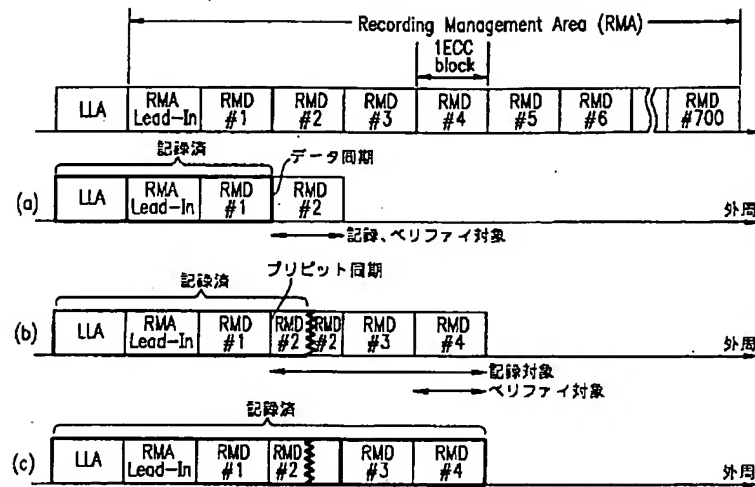 Recording Management Area (RMA)
1ECC
block
LLA
RMA
Lead-In
RMD
#1
RMD
#2
RMD
#3
RMD
#4
RMD
#5
RMD
#6
RMD
#700
記録済
データ同期
(a)
LLA
RMA
Lead-In
RMD
#1
RMD
#2
外周
記録、ベリファイ対象
記録済
プリピット同期
(b)
LLA
RMA
Lead-In
RMD
#1
RMD
#2
RMD
#2
RMD
#3
RMD
#4
外周
記録対象
ベリファイ対象
記録済
(c)
LLA
RMA
Lead-In
RMD
#1
RMD
#2
RMD
#3
RMD
#4
外周